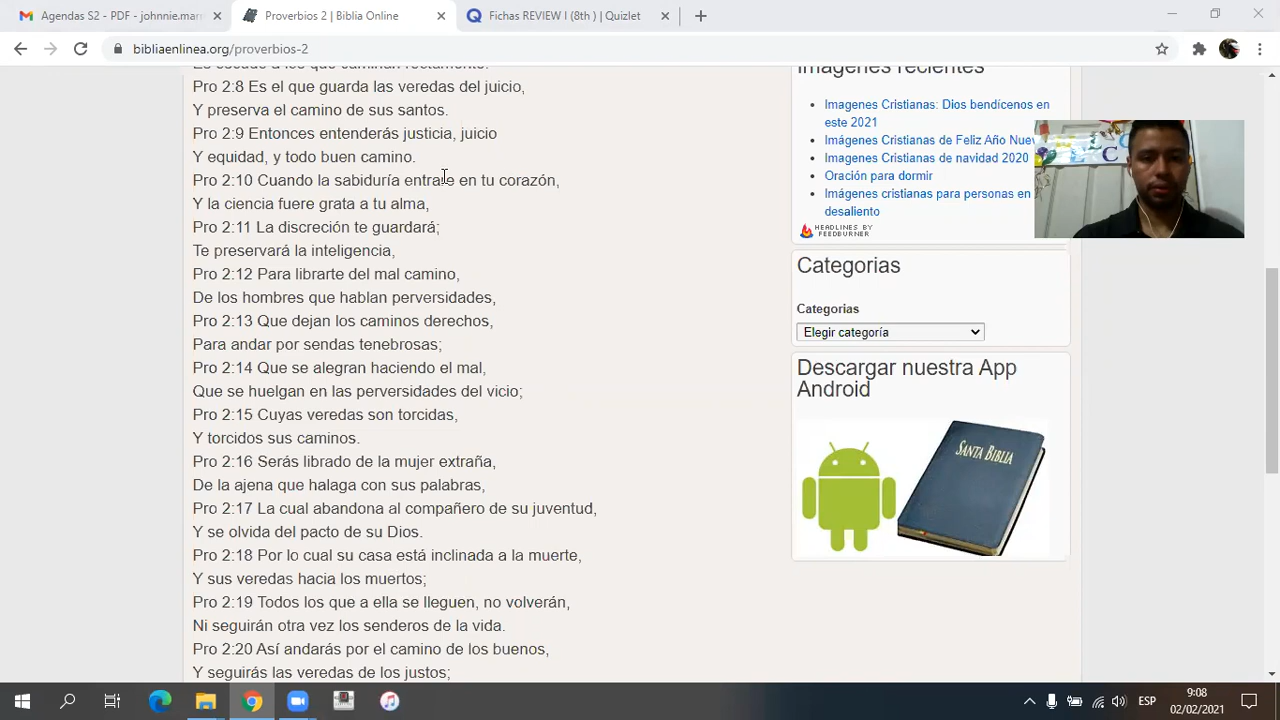 Agendas S2 - PDF - johnnie.mar
Proverbios 2 | Biblia Online
Fichas REVIEW I (8th) | Quizlet
bibliaenlinea.org/proverbios-2
Es escudo a los que caminan rectamente.
Pro 2:8 Es el que guarda las veredas del juicio,
Y preserva el camino de sus santos.
Pro 2:9 Entonces entenderás justicia, juicio
Y equidad, y todo buen camino.
Pro 2:10 Cuando la sabiduría entrare en tu corazón,
Y la ciencia fuere grata a tu alma,
Pro 2:11 La discreción te guardará;
Te preservará la inteligencia,
Pro 2:12 Para librarte del mal camino,
De los hombres que hablan perversidades,
Pro 2:13 Que dejan los caminos derechos,
Para andar por sendas tenebrosas;
Pro 2:14 Que se alegran haciendo el mal,
Que se huelgan en las perversidades del vicio;
Pro 2:15 Cuyas veredas son torcidas,
Y torcidos sus caminos.
Pro 2:16 Serás librado de la mujer extraña,
De la ajena que halaga con sus palabras,
Pro 2:17 La cual abandona al compañero de su juventud,
Y se olvida del pacto de su Dios.
Pro 2:18 Por lo cual su casa está inclinada a la muerte,
Y sus veredas hacia los muertos;
Pro 2:19 Todos los que a ella se lleguen, no volverán,
Ni seguirán otra vez los senderos de la vida.
Pro 2:20 Así andarás por el camino de los buenos,
Y seguirás las veredas de los justos;
Imagenes recientes
Imagenes Cristianas: Dios bendícenos en
este 2021
Imágenes Cristianas de Feliz Año Nue
Imagenes Cristianas de navidad 2020
Oración para dormir
Imágenes cristianas para personas en
desaliento
HEADLINES BY
FEEDBURNER
Categorias
Categorias
Elegir categoría
Descargar nuestra App
Android
SANTA BIBLIA
ESP
9:08
02/02/2021